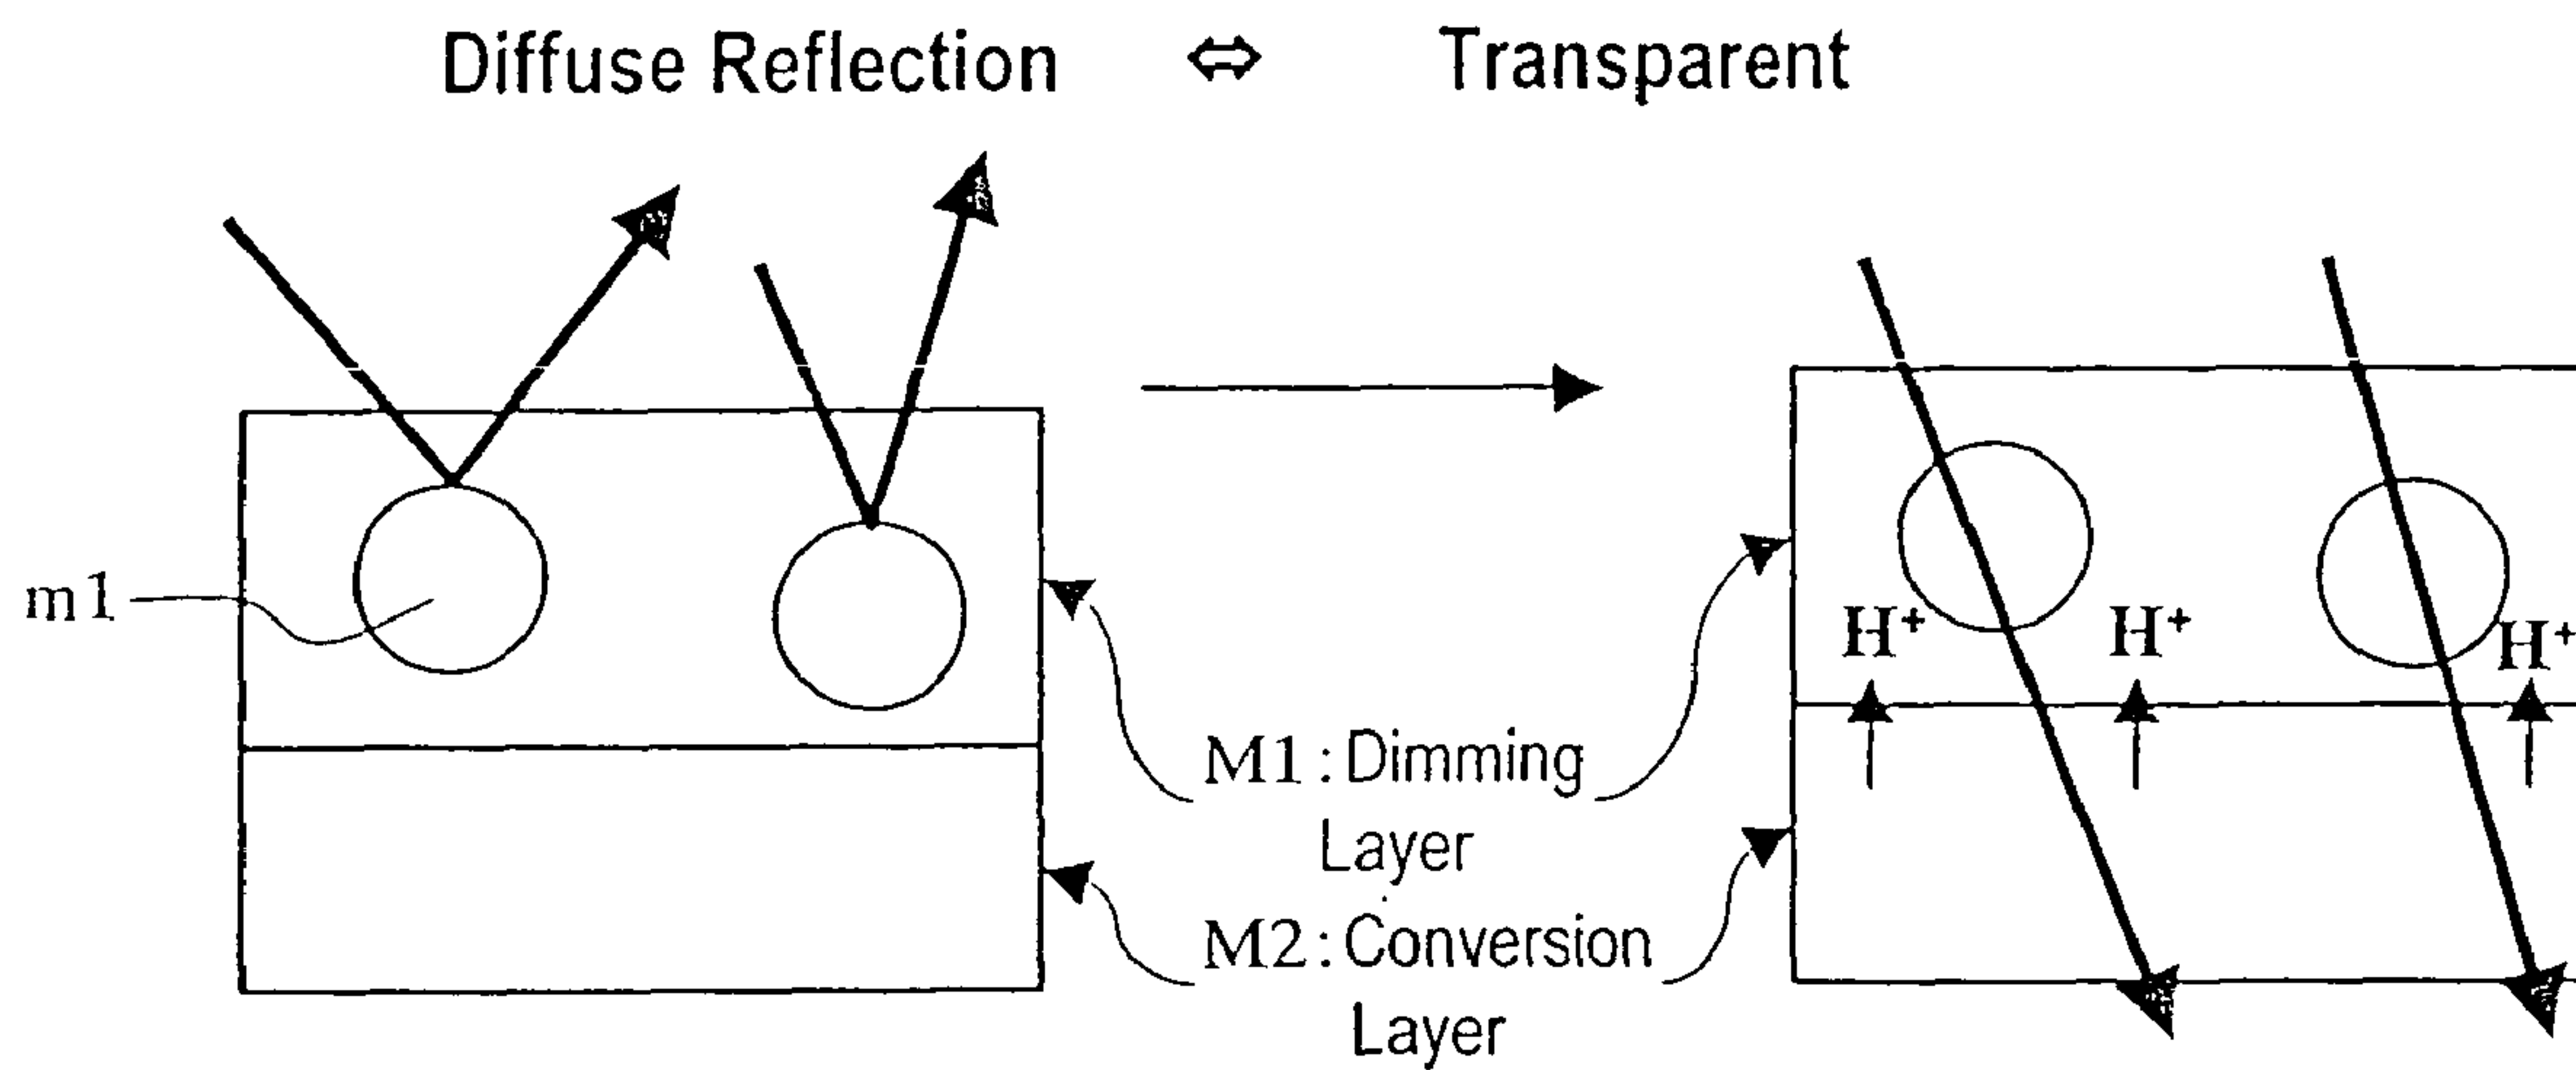 Diffuse Reflection ⇔ Transparent
m1
H⁺ H⁺ H⁺
M1: Dimming
Layer
M2: Conversion
Layer